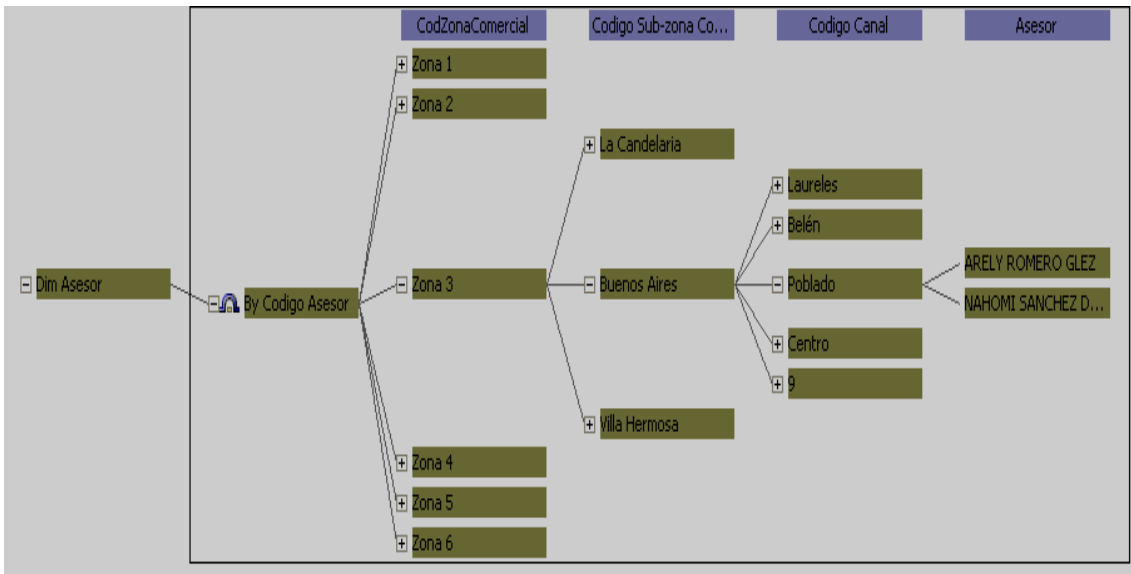 CodZonaComercial Codigo Sub-zona Co... Codigo Canal Asesor
Zona 1
Zona 2
La Candelaria
Laureles
Belén
ARELY ROMERO GLEZ
Dim Asesor By Codigo Asesor Zona 3 Buenos Aires Poblado
NAHOMI SANCHEZ D...
Centro
9
Villa Hermosa
Zona 4
Zona 5
Zona 6